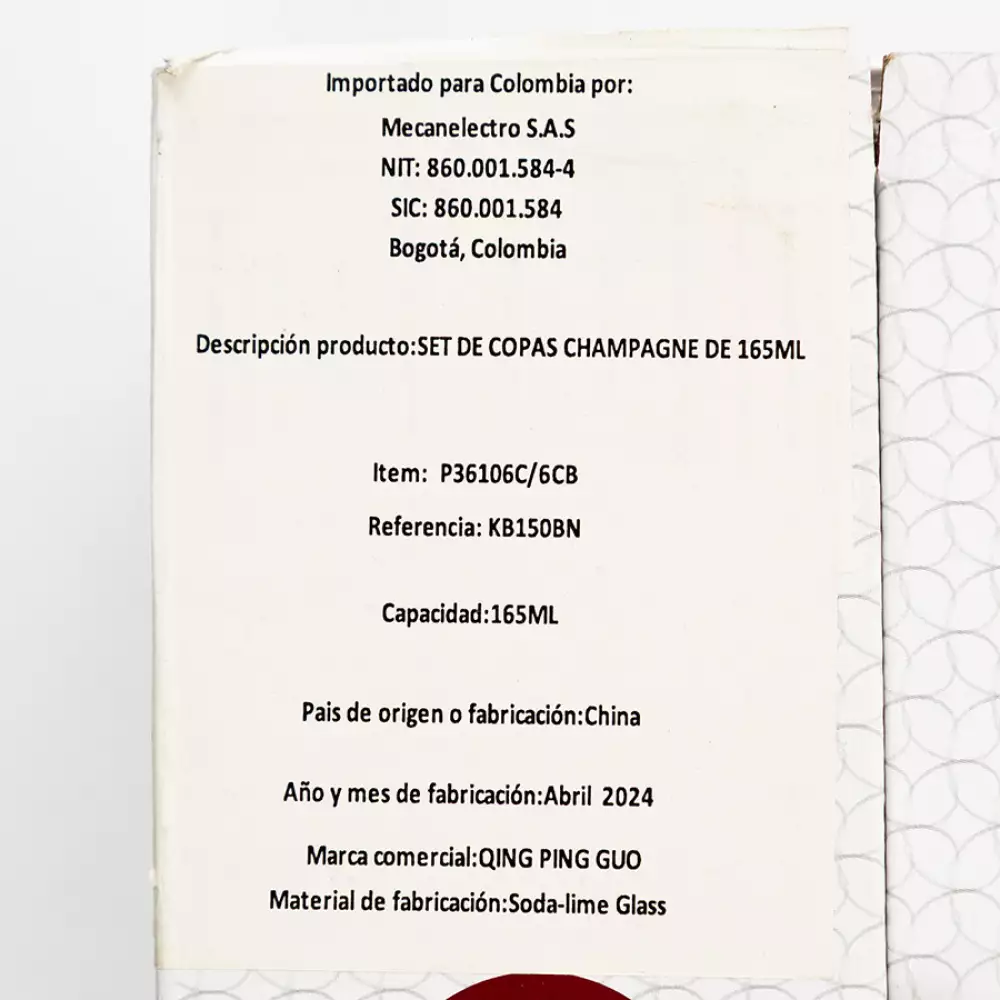 Importado para Colombia por:
Mecanelectro S.A.S
NIT: 860.001.584-4
SIC: 860.001.584
Bogotá, Colombia
Descripción producto:SET DE COPAS CHAMPAGNE DE 165ML
Item: P36106C/6CB
Referencia: KB150BN
Capacidad:165ML
Pais de origen o fabricación:China
Año y mes de fabricación:Abril 2024
Marca comercial:QING PING GUO
Material de fabricación:Soda-lime Glass